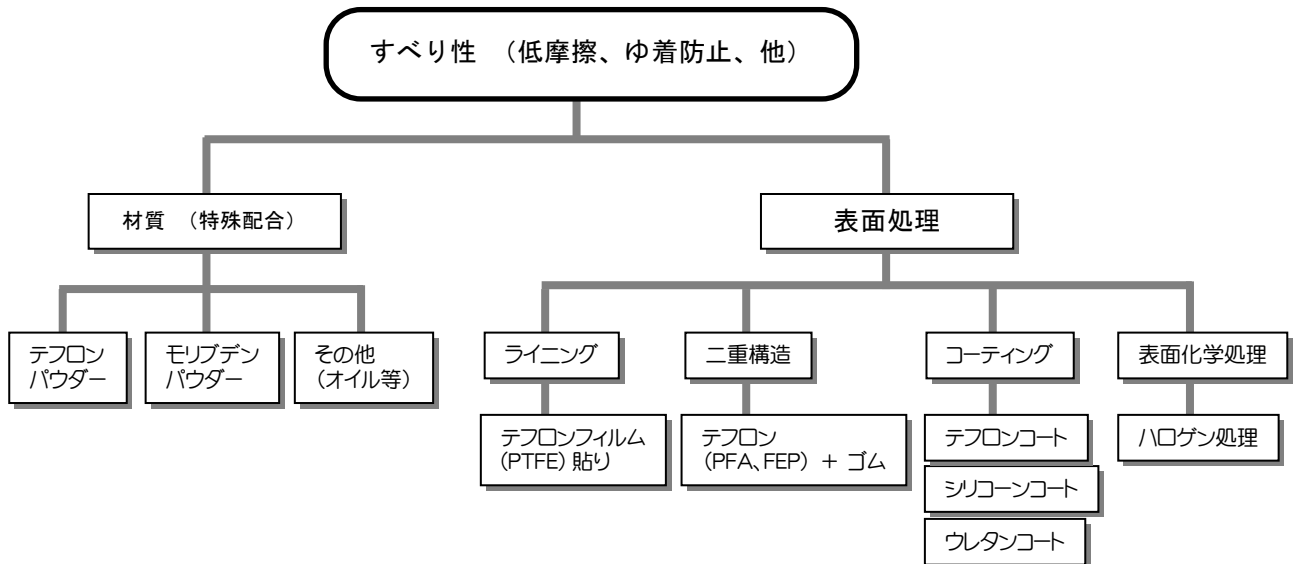 すべり性 （低摩擦、ゆ着防止、他）
材質 （特殊配合）
表面処理
テフロン
パウダー
モリブデン
パウダー
その他
（オイル等）
ライニング
二重構造
コーティング
表面化学処理
テフロンフィルム
(PTFE) 貼り
テフロン
(PFA、FEP) ＋ ゴム
テフロンコート
シリコーンコート
ウレタンコート
ハロゲン処理